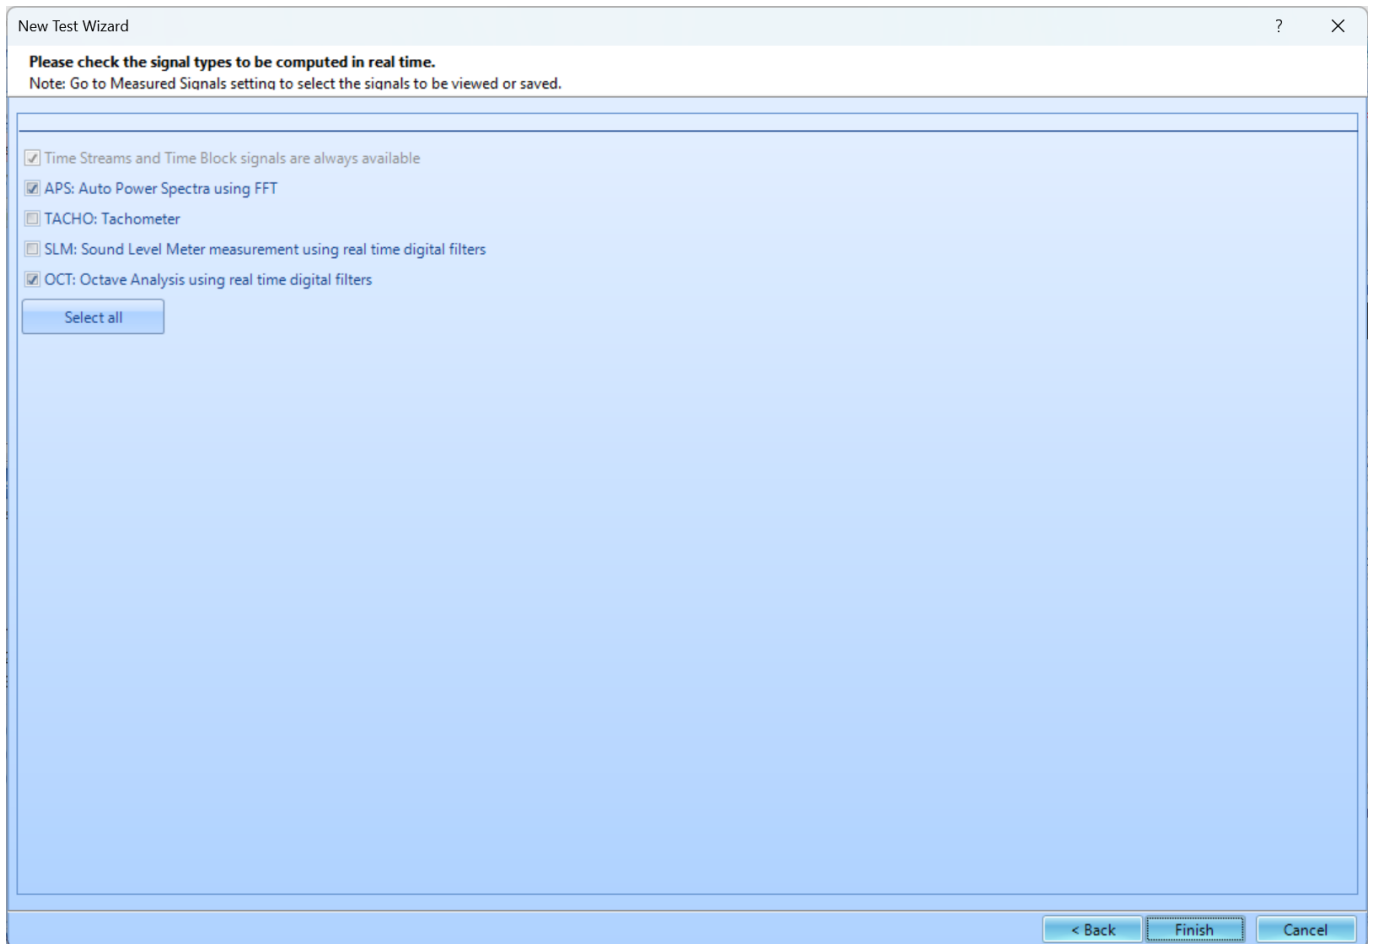 New Test Wizard
?
Please check the signal types to be computed in real time.
Note: Go to Measured Signals setting to select the signals to be viewed or saved.
Time Streams and Time Block signals are always available
APS: Auto Power Spectra using FFT
TACHO: Tachometer
SLM: Sound Level Meter measurement using real time digital filters
OCT: Octave Analysis using real time digital filters
Select all
< Back
Finish
Cancel